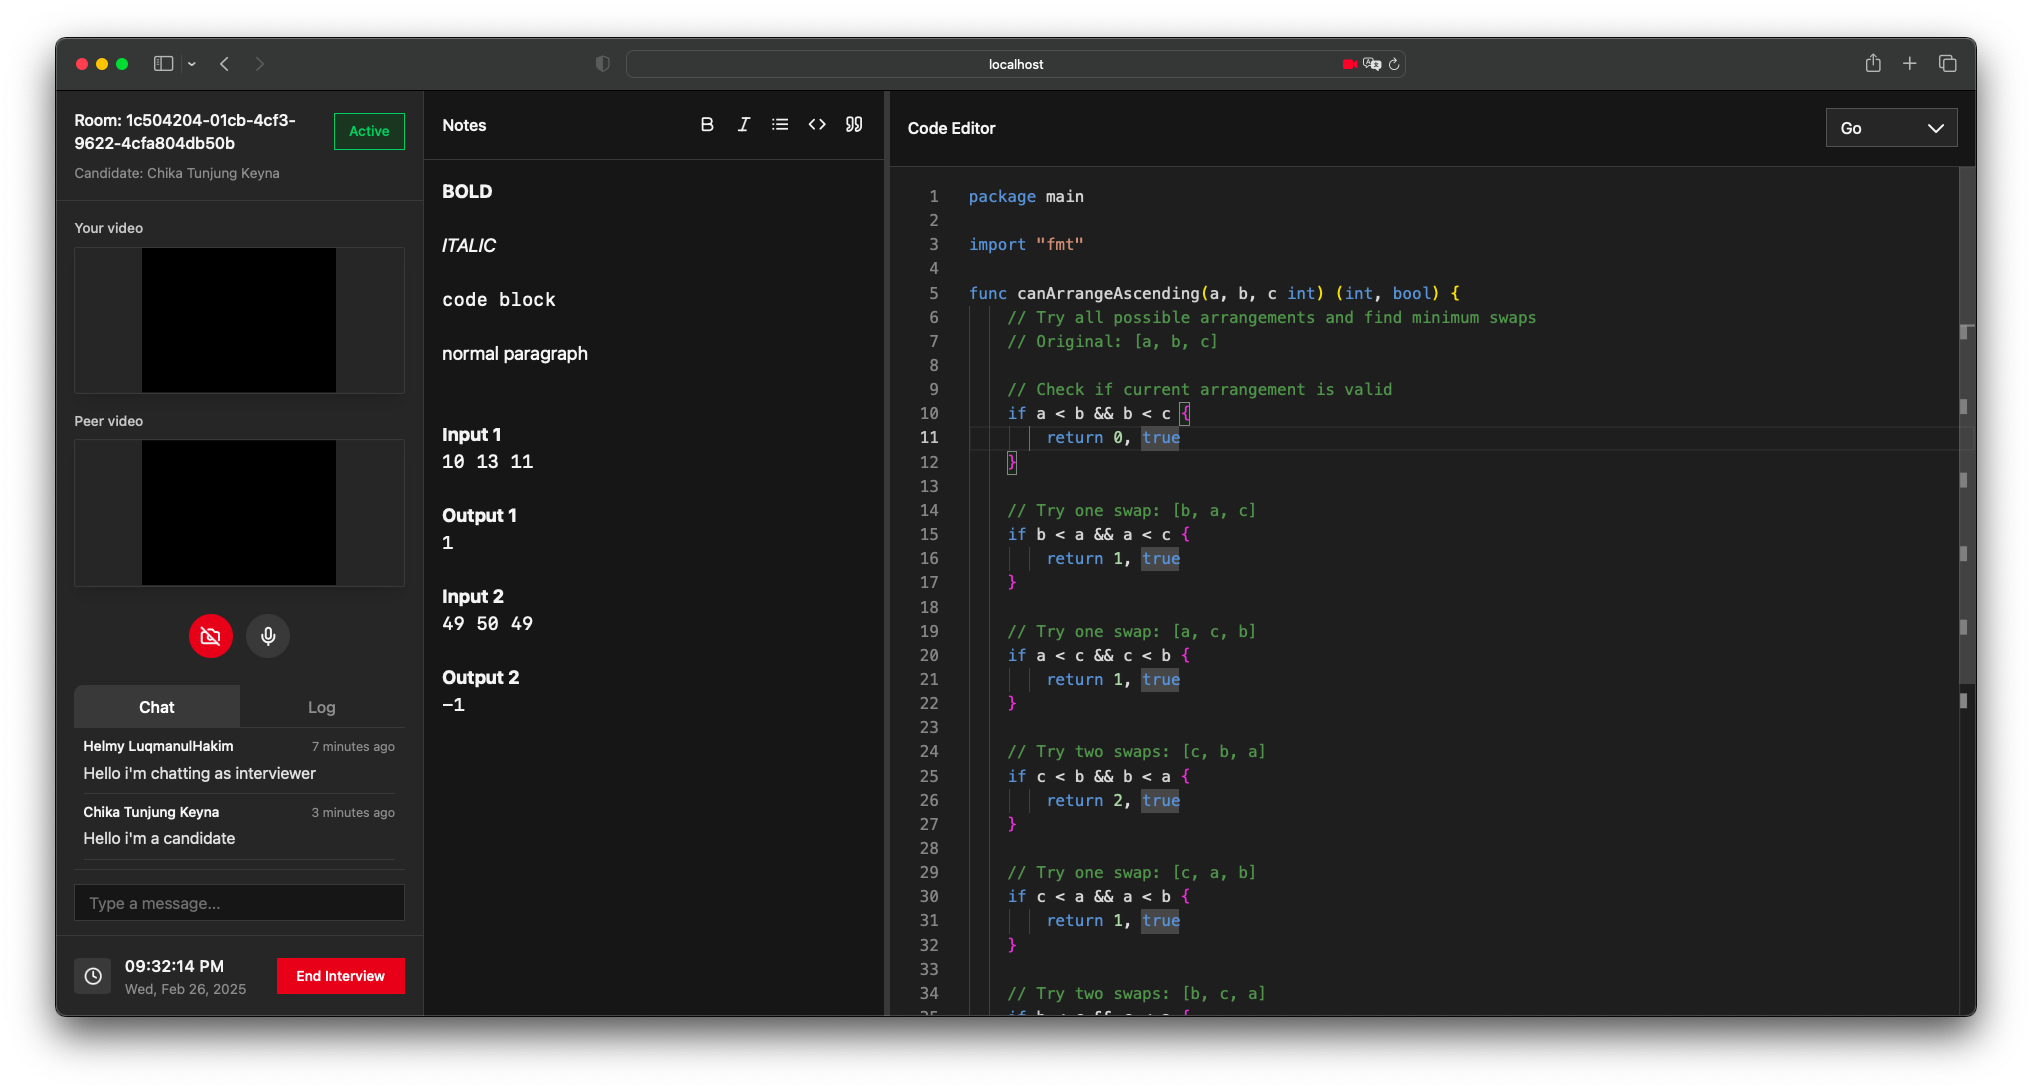 localhost
Room: 1c504204-01cb-4cf3-
9622-4cfa804db50b
Active
Candidate: Chika Tunjung Keyna
Your video
Peer video
Chat
Log
Helmy LuqmanulHakim
7 minutes ago
Hello i'm chatting as interviewer
Chika Tunjung Keyna
3 minutes ago
Hello i'm a candidate
Type a message...
09:32:14 PM
Wed, Feb 26, 2025
End Interview
Notes
BOLD
ITALIC
code block
normal paragraph
Input 1
10 13 11
Output 1
1
Input 2
49 50 49
Output 2
-1
Code Editor
Go
1 package main
2
3 import "fmt"
4
5 func canArrangeAscending(a, b, c int) (int, bool) {
6 // Try all possible arrangements and find minimum swaps
7 // Original: [a, b, c]
8
9 // Check if current arrangement is valid
10 if a < b && b < c {
11 return 0, true
12 }
13
14 // Try one swap: [b, a, c]
15 if b < a && a < c {
16 return 1, true
17 }
18
19 // Try one swap: [a, c, b]
20 if a < c && c < b {
21 return 1, true
22 }
23
24 // Try two swaps: [c, b, a]
25 if c < b && b < a {
26 return 2, true
27 }
28
29 // Try one swap: [c, a, b]
30 if c < a && a < b {
31 return 1, true
32 }
33
34 // Try two swaps: [b, c, a]